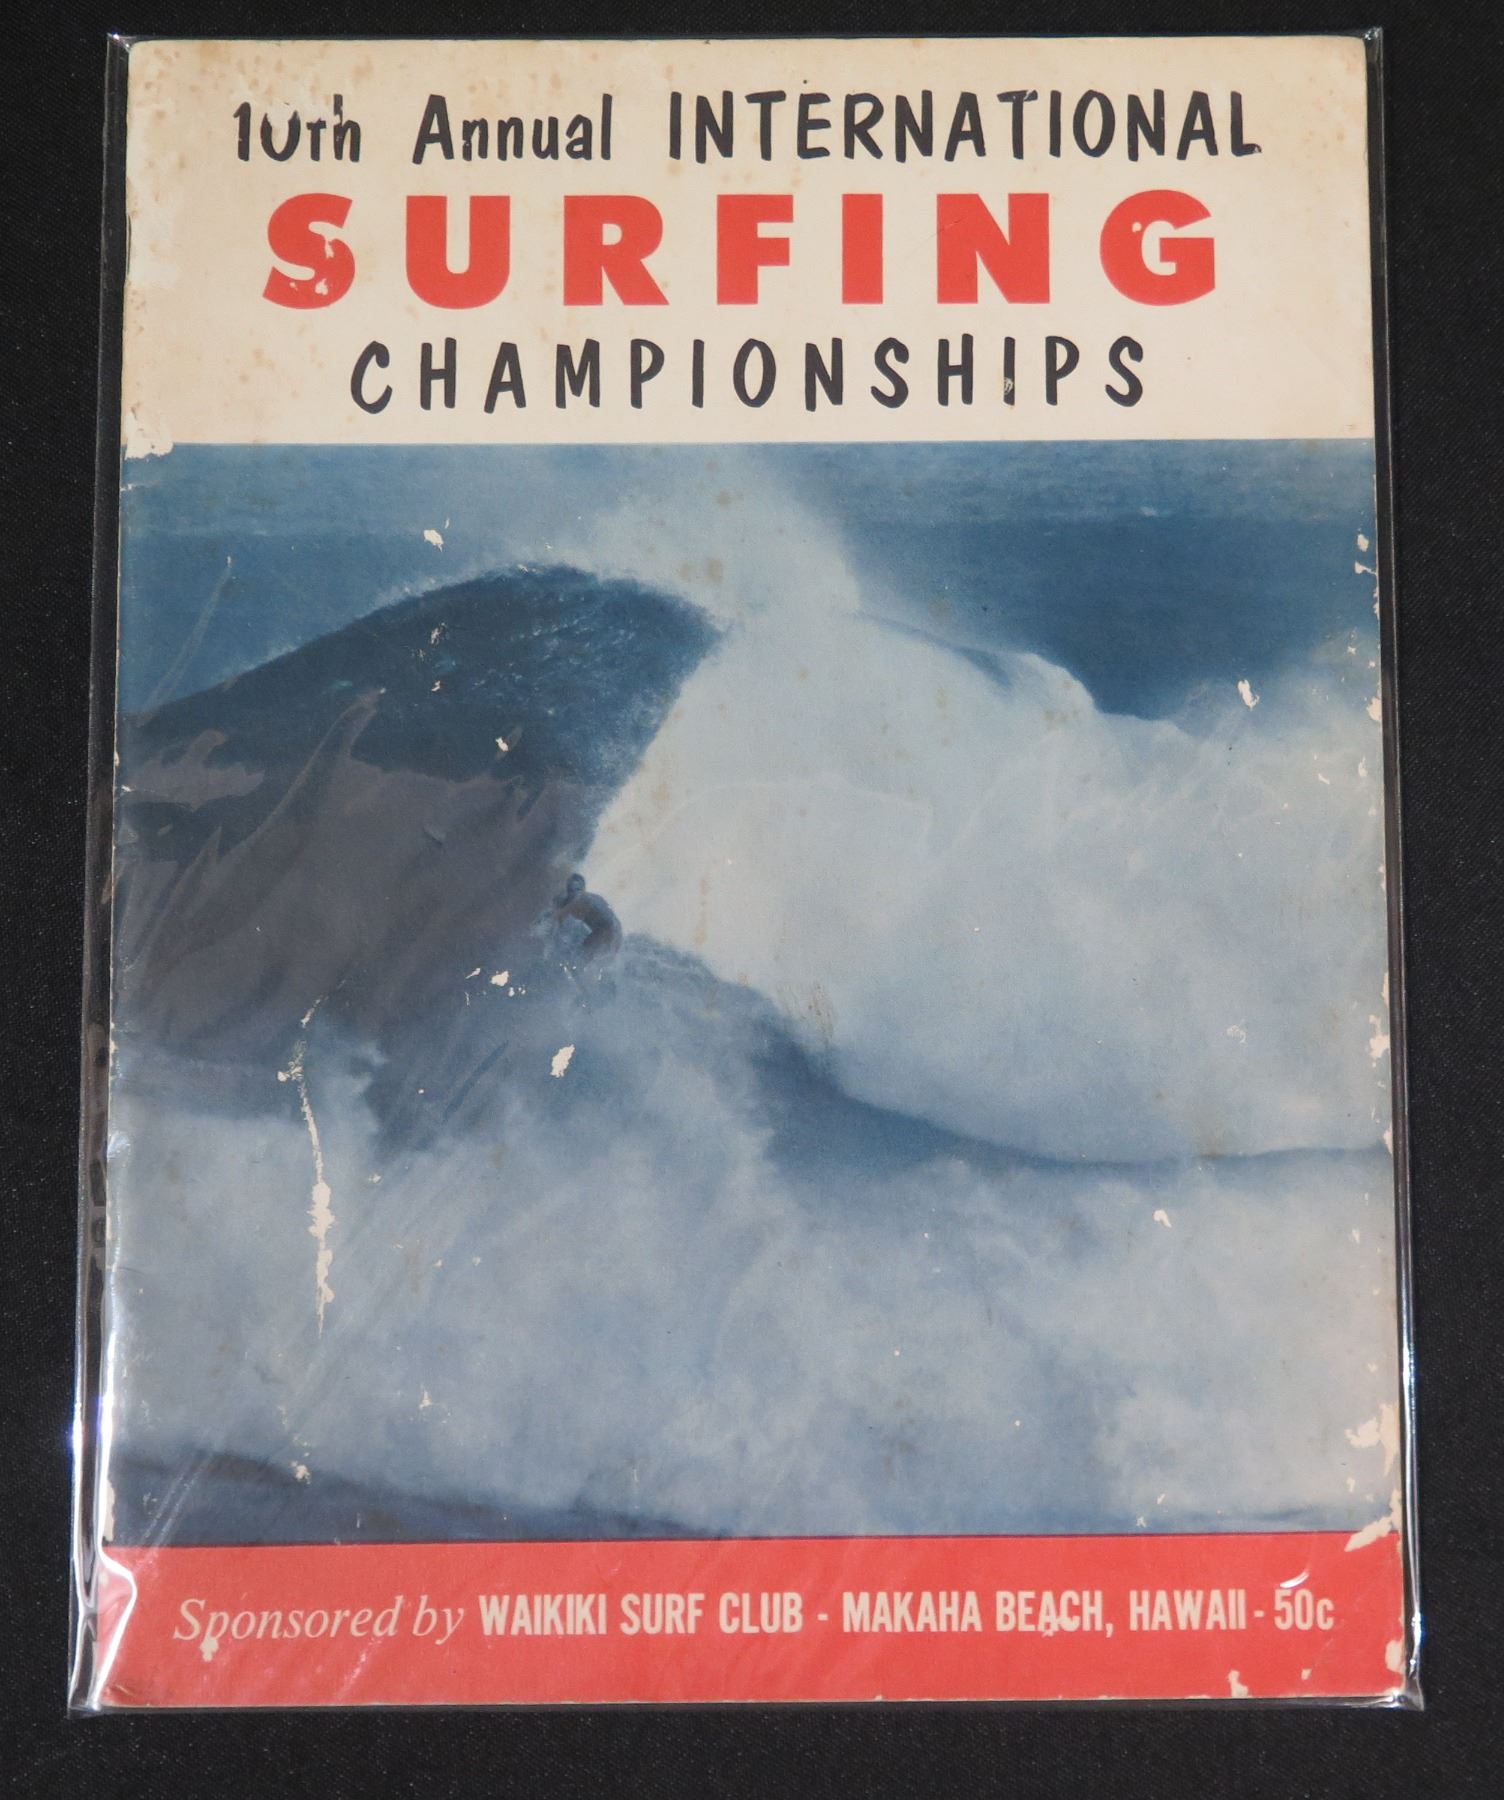 10th Annual INTERNATIONAL
SURFING
CHAMPIONSHIPS
Sponsored by WAIKIKI SURF CLUB - MAKAHA BEACH, HAWAII - 50c